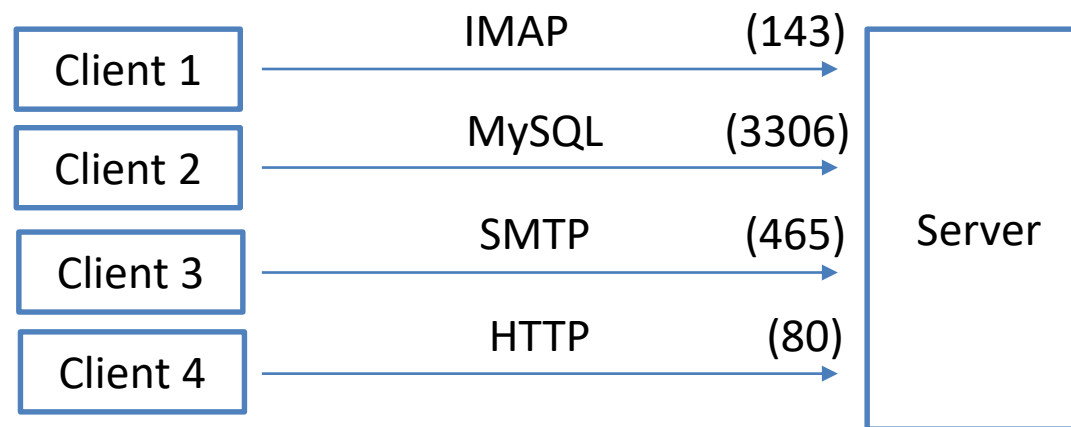 Client 1 IMAP (143)
Client 2 MySQL (3306)
Client 3 SMTP (465)
Client 4 HTTP (80)
Server